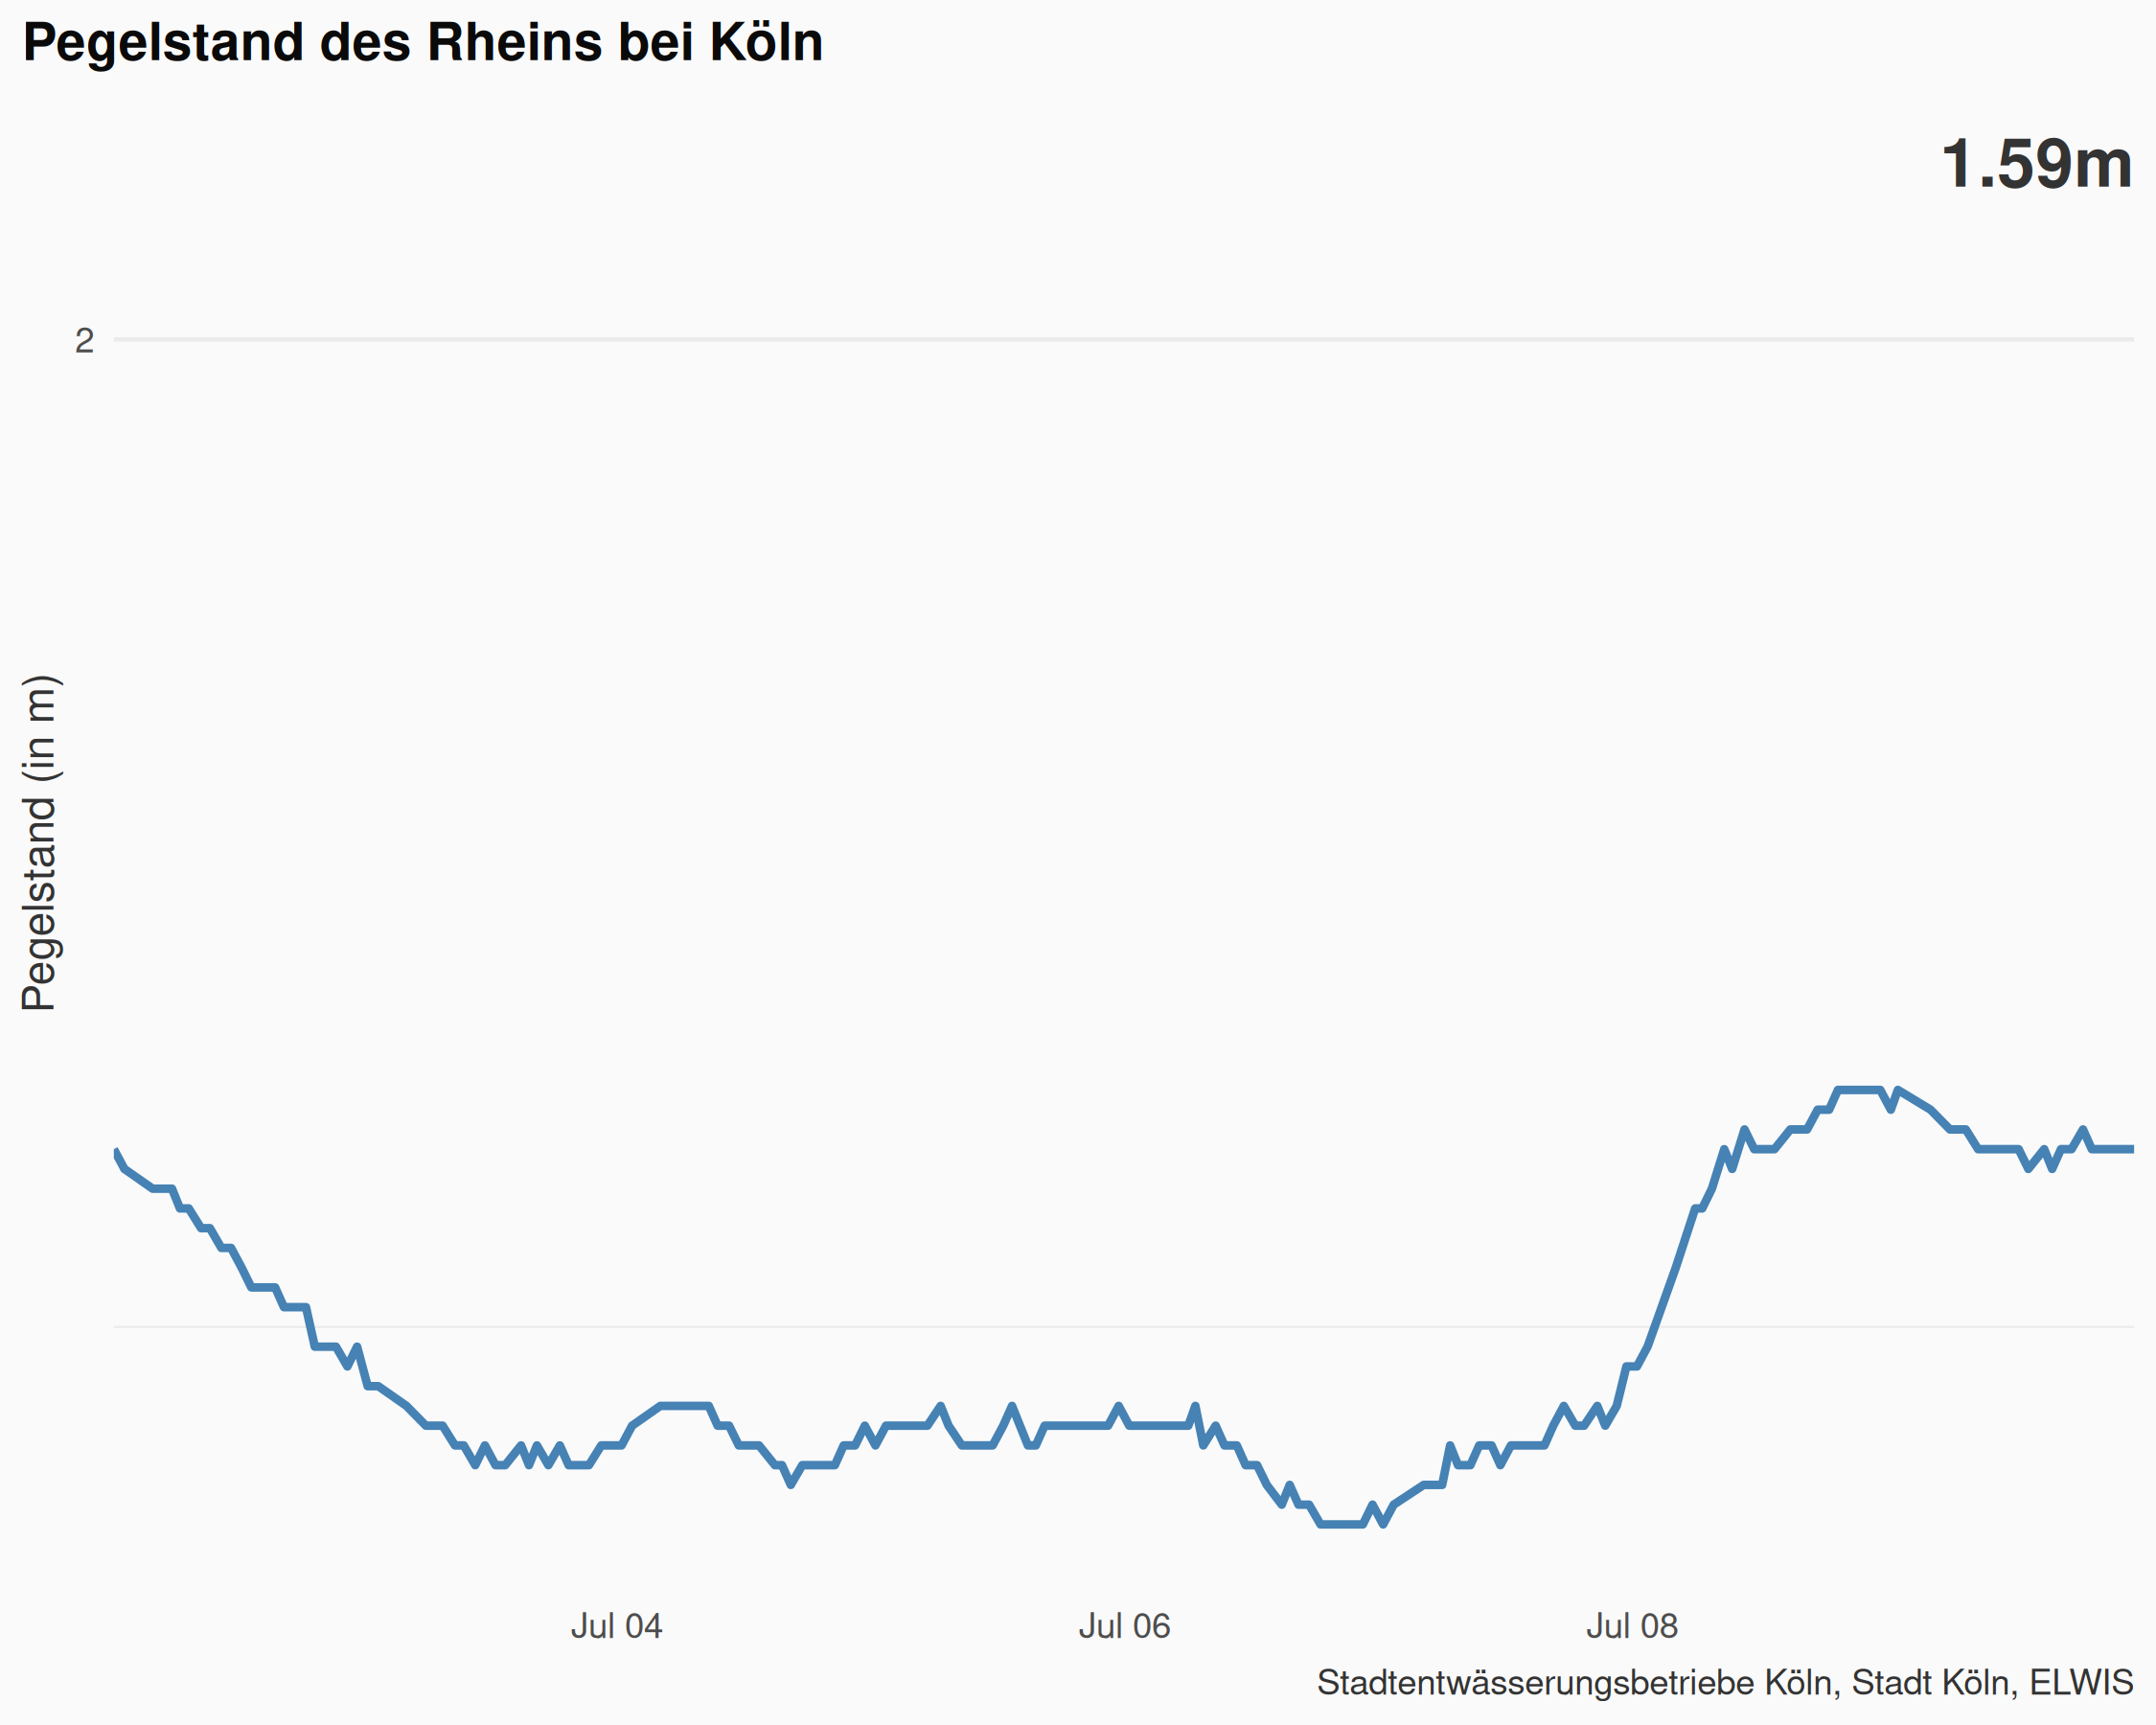 Pegelstand des Rheins bei Köln
1.59m
2
Pegelstand (in m)
Jul 04 Jul 06 Jul 08
Stadtentwässerungsbetriebe Köln, Stadt Köln, ELWIS